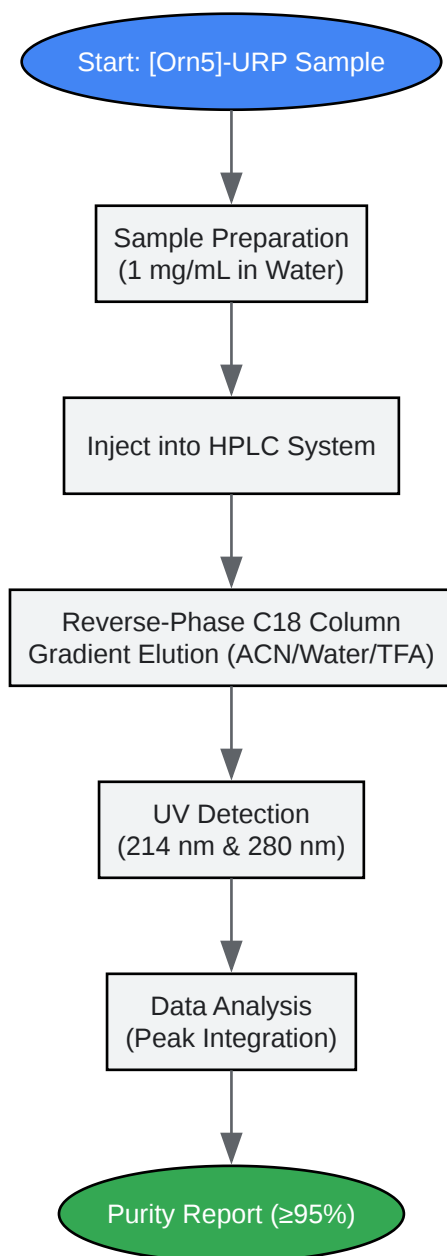 Start: [Orn5]-URP Sample
Sample Preparation
(1 mg/mL in Water)
Inject into HPLC System
Reverse-Phase C18 Column
Gradient Elution (ACN/Water/TFA)
UV Detection
(214 nm & 280 nm)
Data Analysis
(Peak Integration)
Purity Report (≥95%)